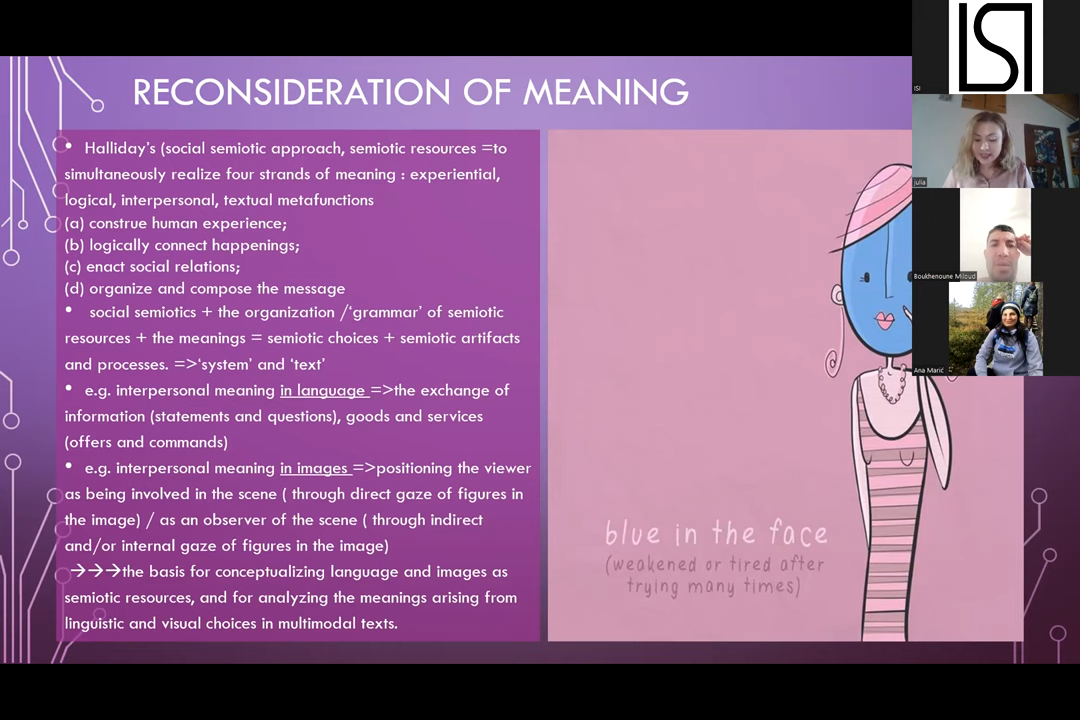 RECONSIDERATION OF MEANING
• Halliday's (social semiotic approach, semiotic resources =to
simultaneously realize four strands of meaning : experiential,
logical, interpersonal, textual metafunctions
(a) construe human experience;
(b) logically connect happenings;
(c) enact social relations;
(d) organize and compose the message
• social semiotics + the organization /‘grammar’ of semiotic
resources + the meanings = semiotic choices + semiotic artifacts
and processes. =>‘system’ and ‘text’
• e.g. interpersonal meaning in language =>the exchange of
information (statements and questions), goods and services
(offers and commands)
• e.g. interpersonal meaning in images =>positioning the viewer
as being involved in the scene ( through direct gaze of figures in
the image) / as an observer of the scene ( through indirect
and/or internal gaze of figures in the image)
→→→the basis for conceptualizing language and images as
semiotic resources, and for analyzing the meanings arising from
linguistic and visual choices in multimodal texts.
blue in the face
(weakened or tired after
trying many times)
ISI
ISI
julia
Boukhenoune Miloud
Ana Marić